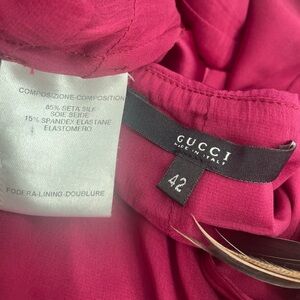 COMPOSIZIONE-COMPOSITION
85% SETA SILK
SOIE SEIDE
15% SPANDEX ELASTANE
ELASTOMERO
FODERA-LINING-DOUBLURE
GUCCI
MADE IN ITALY
42